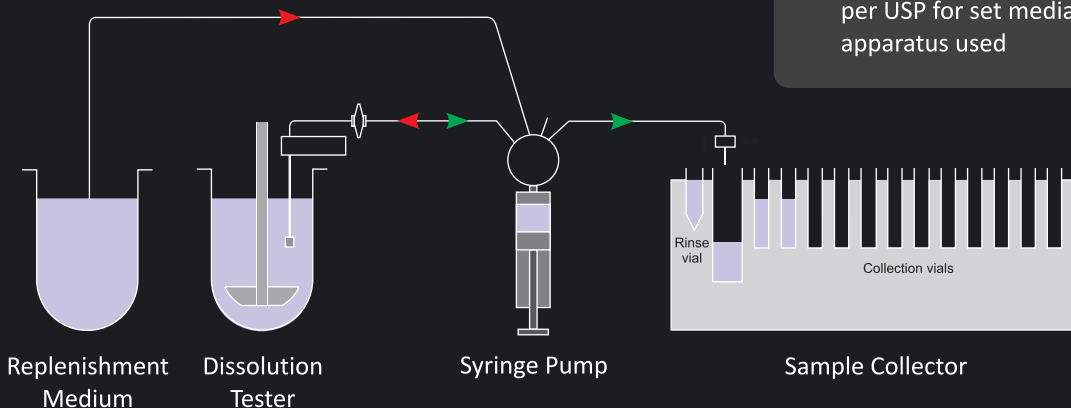 per USP for set media
apparatus used
Rinse
vial
Collection vials
Replenishment
Medium
Dissolution
Tester
Syringe Pump
Sample Collector